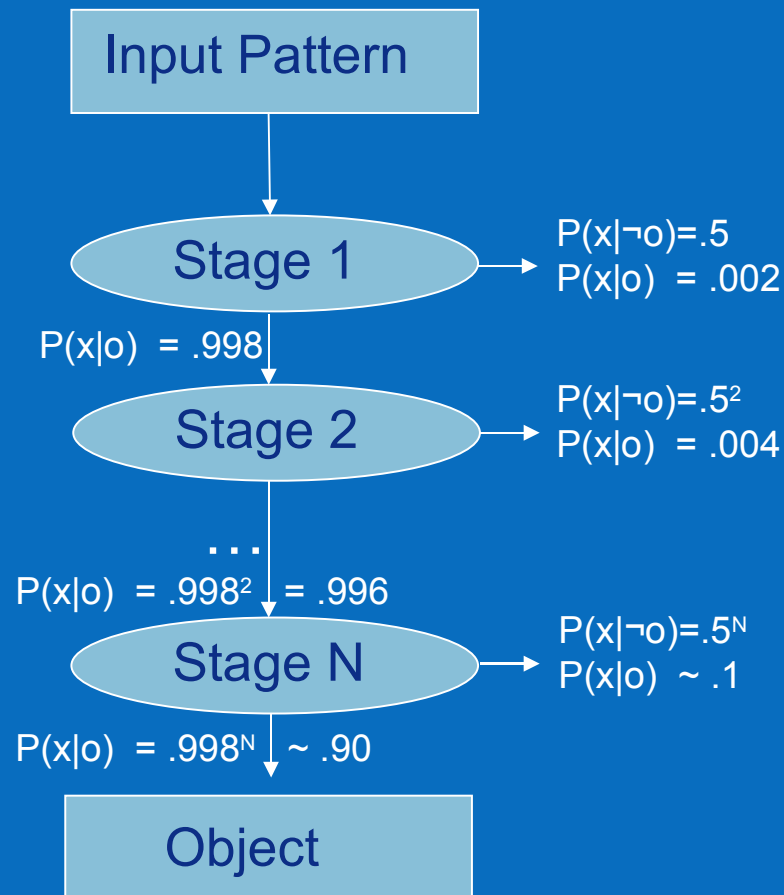 Input Pattern
Stage 1
P(x|¬o)=.5
P(x|o) = .002
P(x|o) = .998
Stage 2
P(x|¬o)=.5²
P(x|o) = .004
...
P(x|o) = .998² = .996
Stage N
P(x|¬o)=.5ᴺ
P(x|o) ~ .1
P(x|o) = .998ᴺ ~ .90
Object